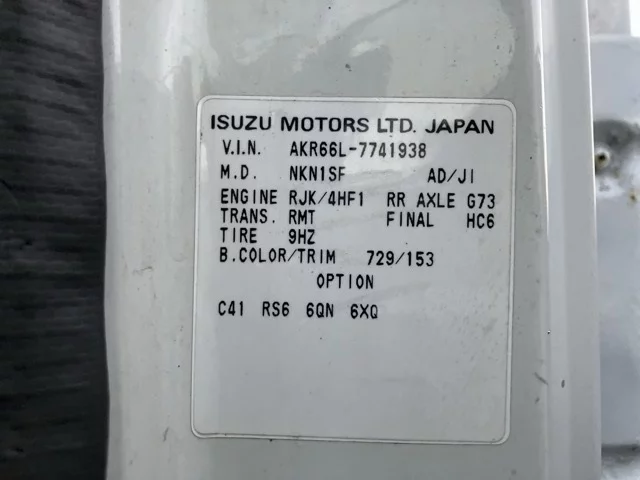 ISUZU MOTORS LTD. JAPAN
V.I.N. AKR66L-7741938
M.D. NKN1SF AD/JI
ENGINE RJK/4HF1 RR AXLE G73
TRANS. RMT FINAL HC6
TIRE 9HZ
B.COLOR/TRIM 729/153
OPTION
C41 RS6 6QN 6XQ